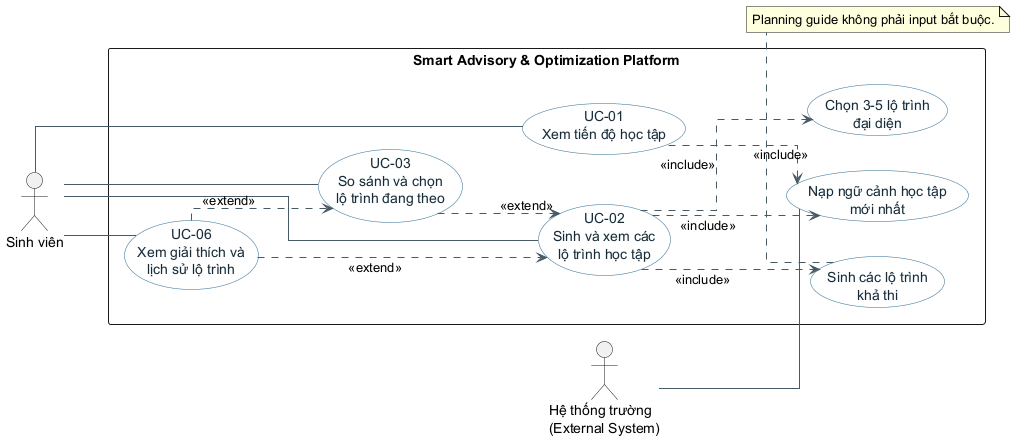 Planning guide không phải input bắt buộc.
Smart Advisory & Optimization Platform
Chọn 3-5 lộ trình
đại diện
UC-01
Xem tiến độ học tập
«include»
«include»
UC-03
So sánh và chọn
lộ trình đang theo
Nạp ngữ cảnh học tập
mới nhất
«extend»
«extend»
UC-02
Sinh và xem các
lộ trình học tập
«include»
Sinh viên
UC-06
Xem giải thích và
lịch sử lộ trình
«extend»
«include»
Sinh các lộ trình
khả thi
Hệ thống trường
(External System)